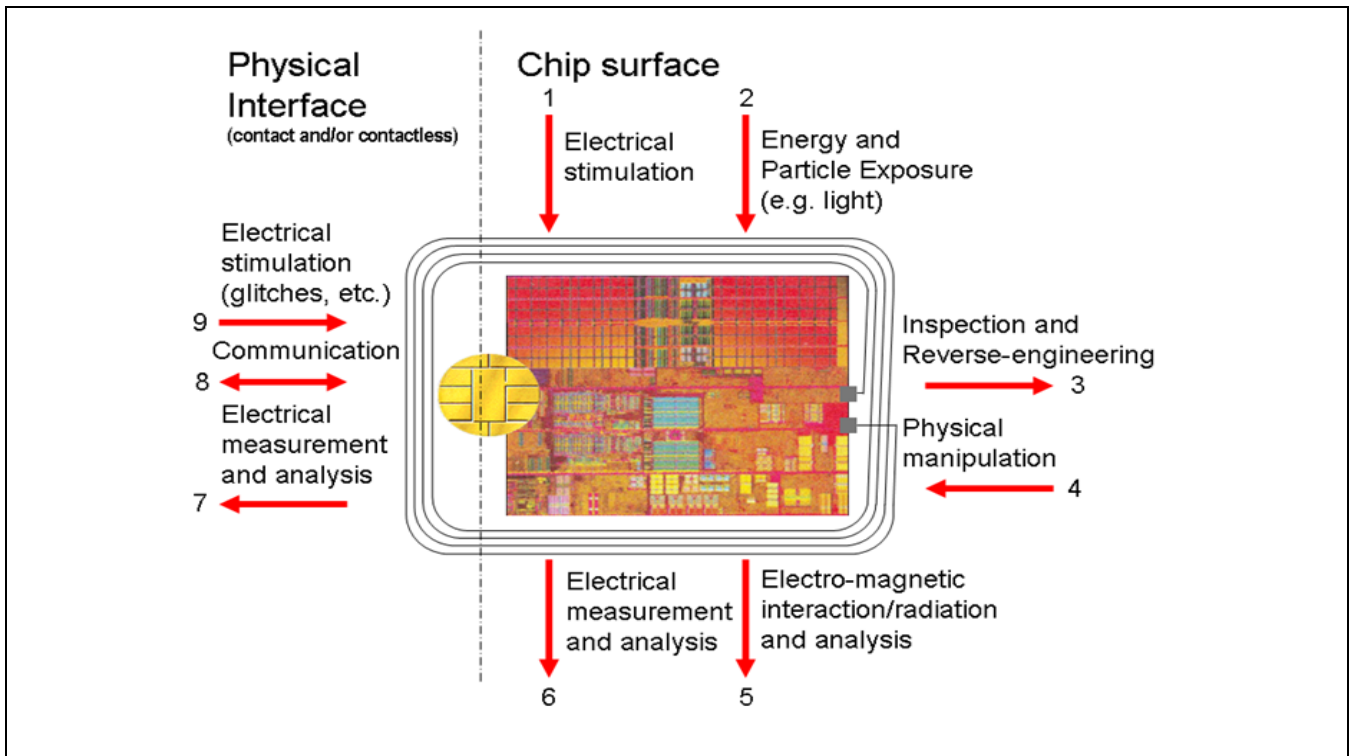 Physical
Interface
(contact and/or contactless)
Chip surface
1
2
Electrical
stimulation
Energy and
Particle Exposure
(e.g. light)
Electrical
stimulation
(glitches, etc.)
9
Communication
8
Electrical
measurement
and analysis
7
Inspection and
Reverse-engineering
3
Physical
manipulation
4
Electrical
measurement
and analysis
6
Electro-magnetic
interaction/radiation
and analysis
5